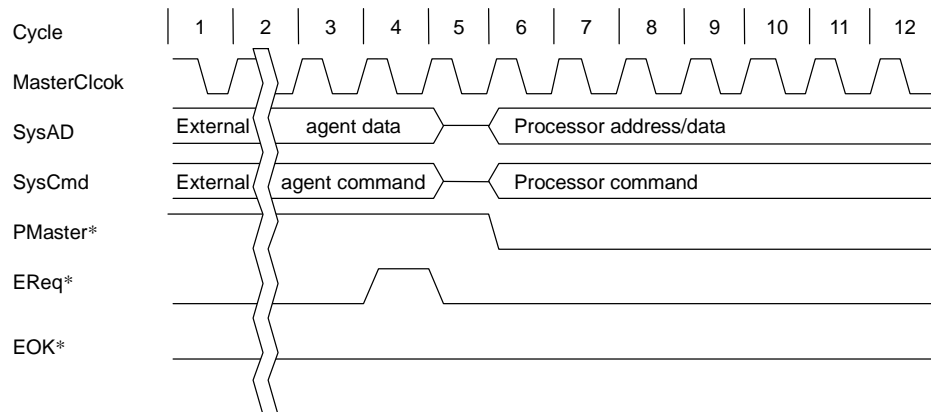 Cycle 1 2 3 4 5 6 7 8 9 10 11 12
MasterClcok
SysAD External agent data Processor address/data
SysCmd External agent command Processor command
PMaster*
EReq*
EOK*